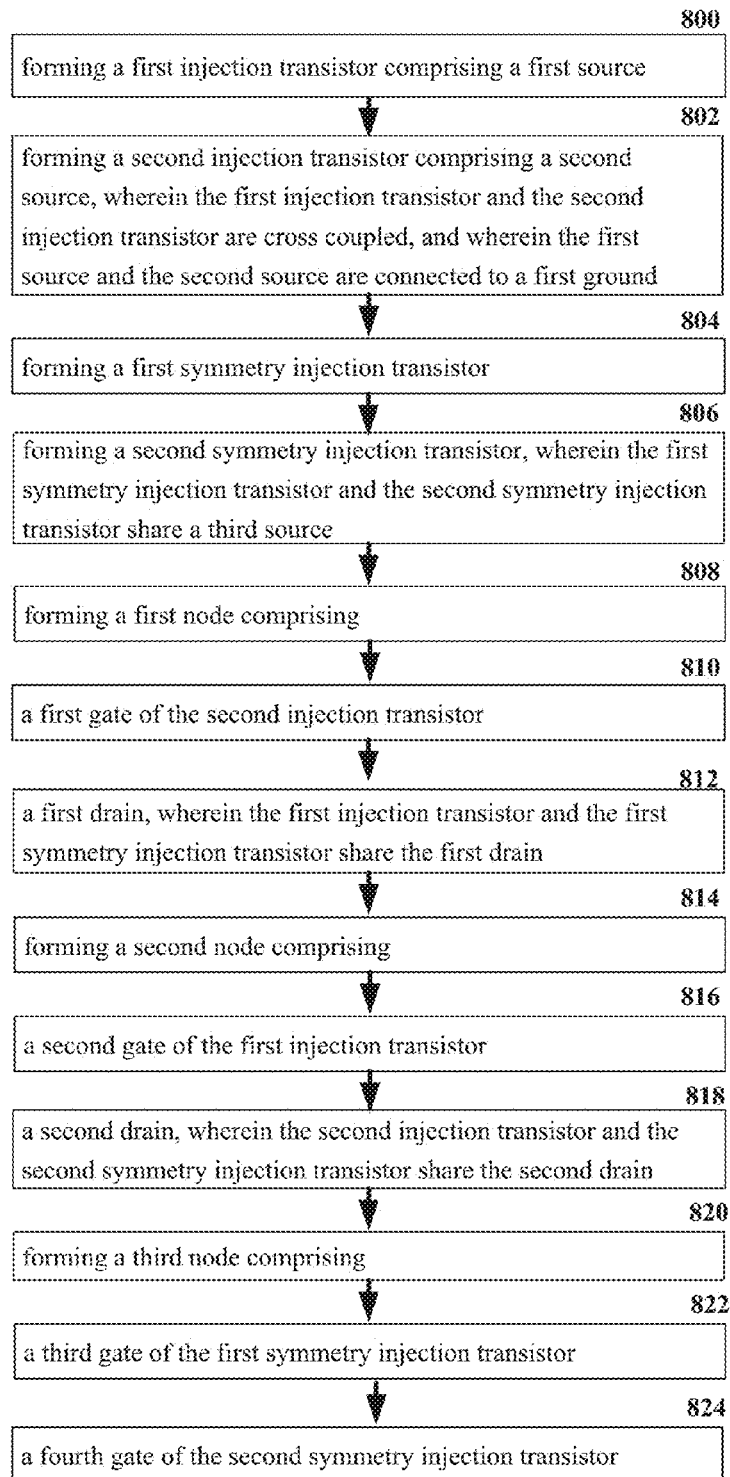 800
forming a first injection transistor comprising a first source
802
forming a second injection transistor comprising a second
source, wherein the first injection transistor and the second
injection transistor are cross coupled, and wherein the first
source and the second source are connected to a first ground
804
forming a first symmetry injection transistor
806
forming a second symmetry injection transistor, wherein the first
symmetry injection transistor and the second symmetry injection
transistor share a third source
808
forming a first node comprising
810
a first gate of the second injection transistor
812
a first drain, wherein the first injection transistor and the first
symmetry injection transistor share the first drain
814
forming a second node comprising
816
a second gate of the first injection transistor
818
a second drain, wherein the second injection transistor and the
second symmetry injection transistor share the second drain
820
forming a third node comprising
822
a third gate of the first symmetry injection transistor
824
a fourth gate of the second symmetry injection transistor